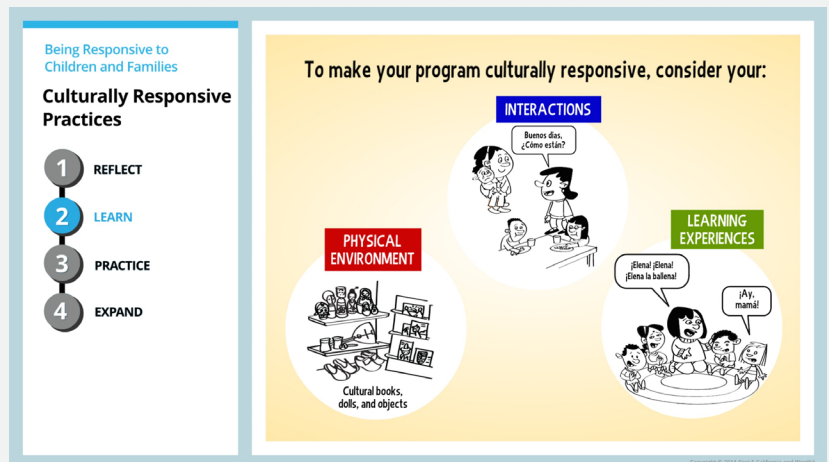 Being Responsive to
Children and Families
Culturally Responsive
Practices
1 REFLECT
2 LEARN
3 PRACTICE
4 EXPAND
To make your program culturally responsive, consider your:
INTERACTIONS
Buenos días,
¿Cómo están?
PHYSICAL
ENVIRONMENT
Cultural books,
dolls, and objects
LEARNING
EXPERIENCES
¡Elena! ¡Elena!
¡Elena la ballena!
¡Ay,
mamá!